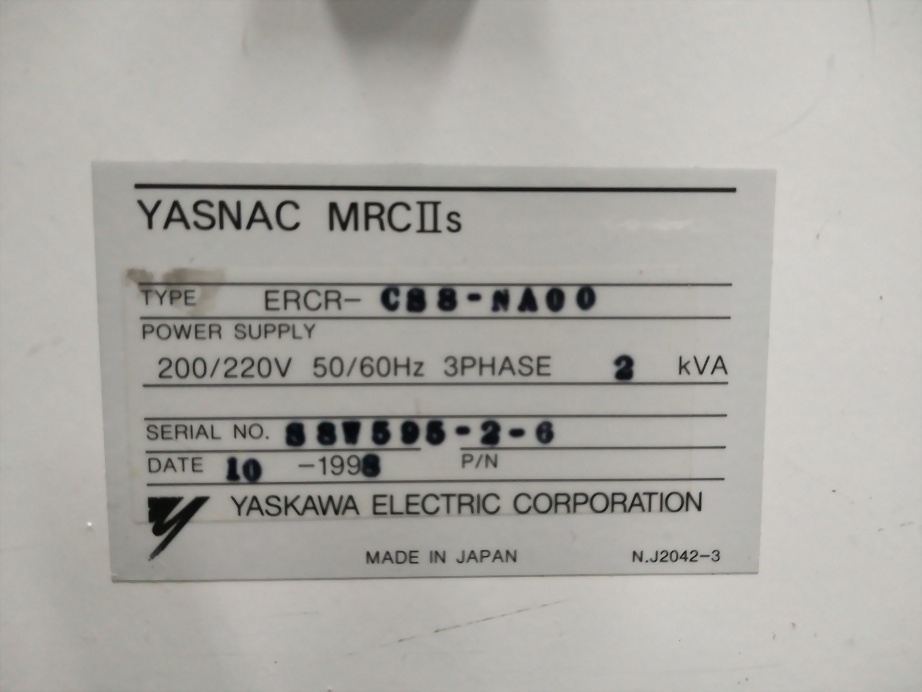 YASNAC MRCⅡs
TYPE ERCR- CS8-NA00
POWER SUPPLY
200/220V 50/60Hz 3PHASE 2 kVA
SERIAL NO. S8W595-2-6
DATE 10 -1998 P/N
YASKAWA ELECTRIC CORPORATION
MADE IN JAPAN N.J2042-3